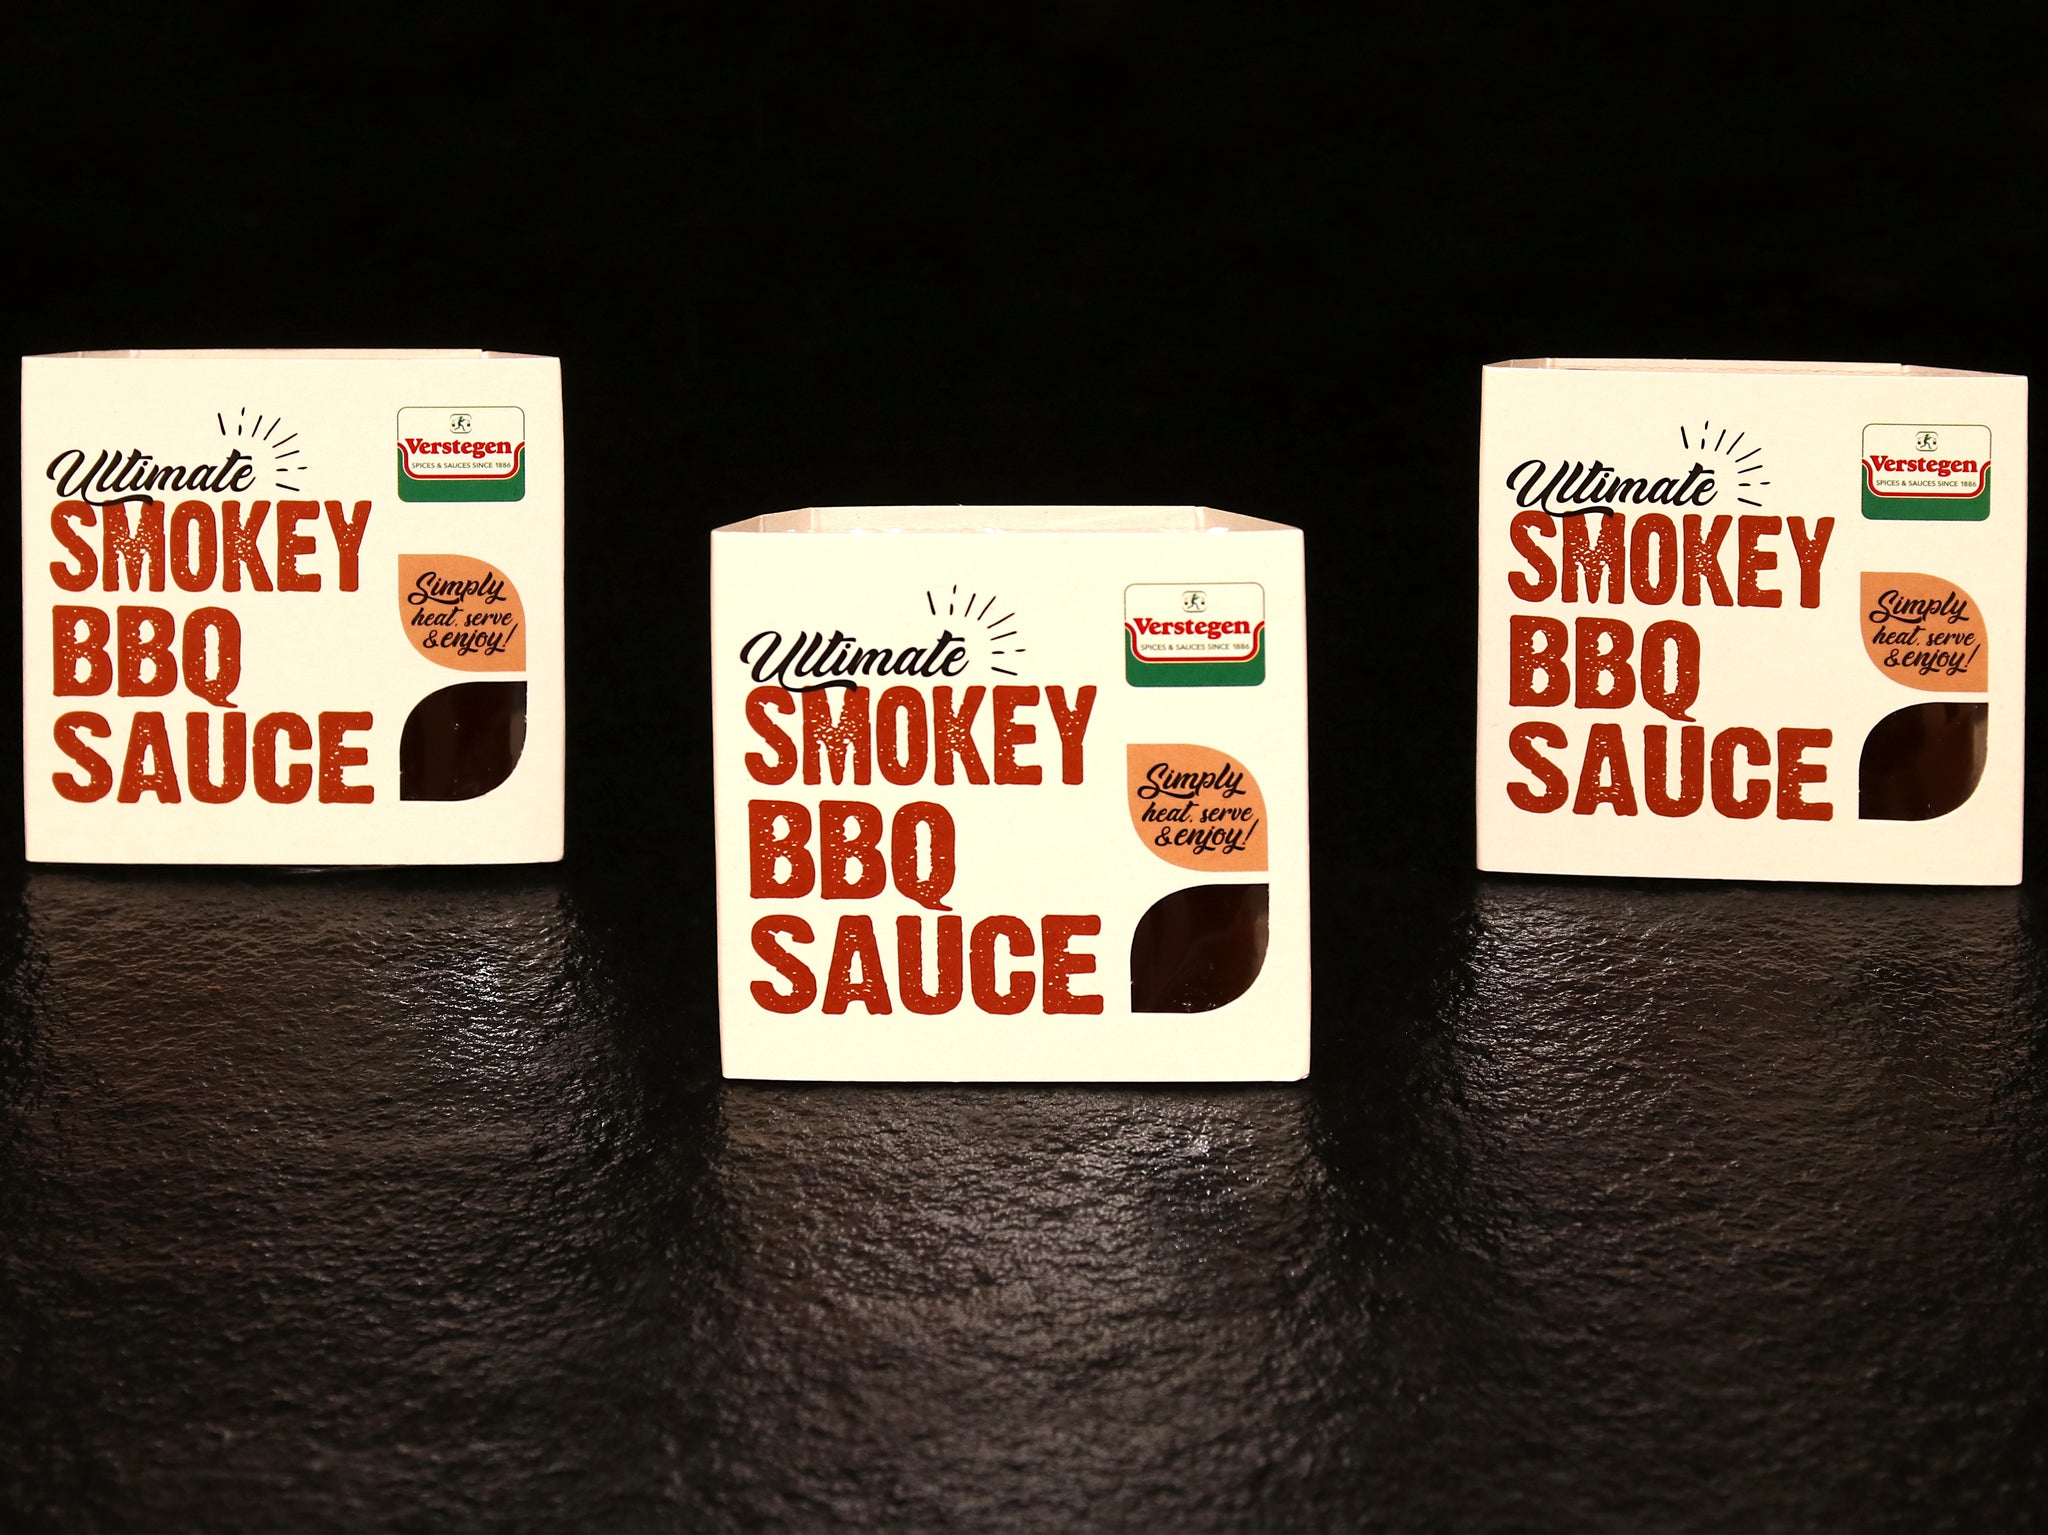 Ultimate
SMOKEY
BBQ
SAUCE
Verstegen
SPICES & SAUCES SINCE 1886
Simply
heat, serve
& enjoy!
Ultimate
SMOKEY
BBQ
SAUCE
Verstegen
SPICES & SAUCES SINCE 1886
Simply
heat, serve
& enjoy!
Ultimate
SMOKEY
BBQ
SAUCE
Verstegen
SPICES & SAUCES SINCE 1886
Simply
heat, serve
& enjoy!